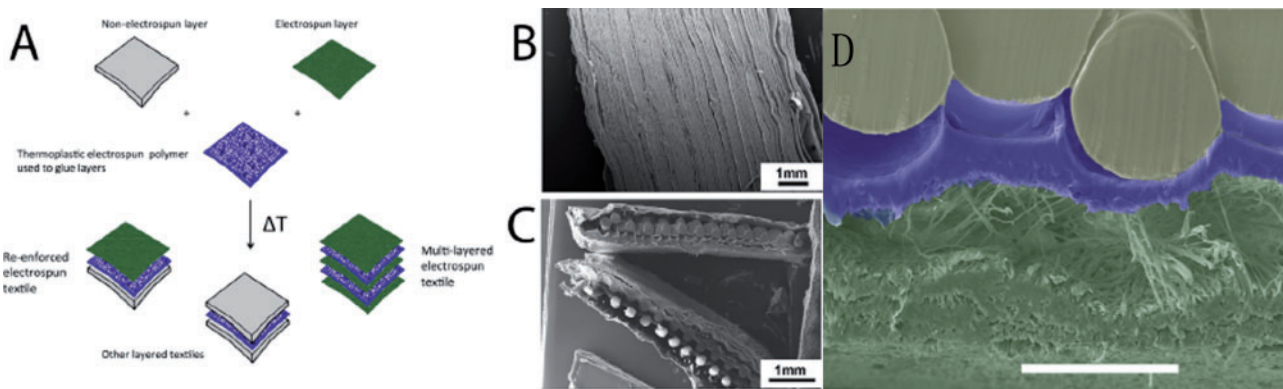 A
Non-electrospun layer
Electrospun layer
+
+
Thermoplastic electrospun polymer
used to glue layers
ΔT
Re-enforced
electrospun
textile
Multi-layered
electrospun
textile
Other layered textiles
B
1mm
C
1mm
D